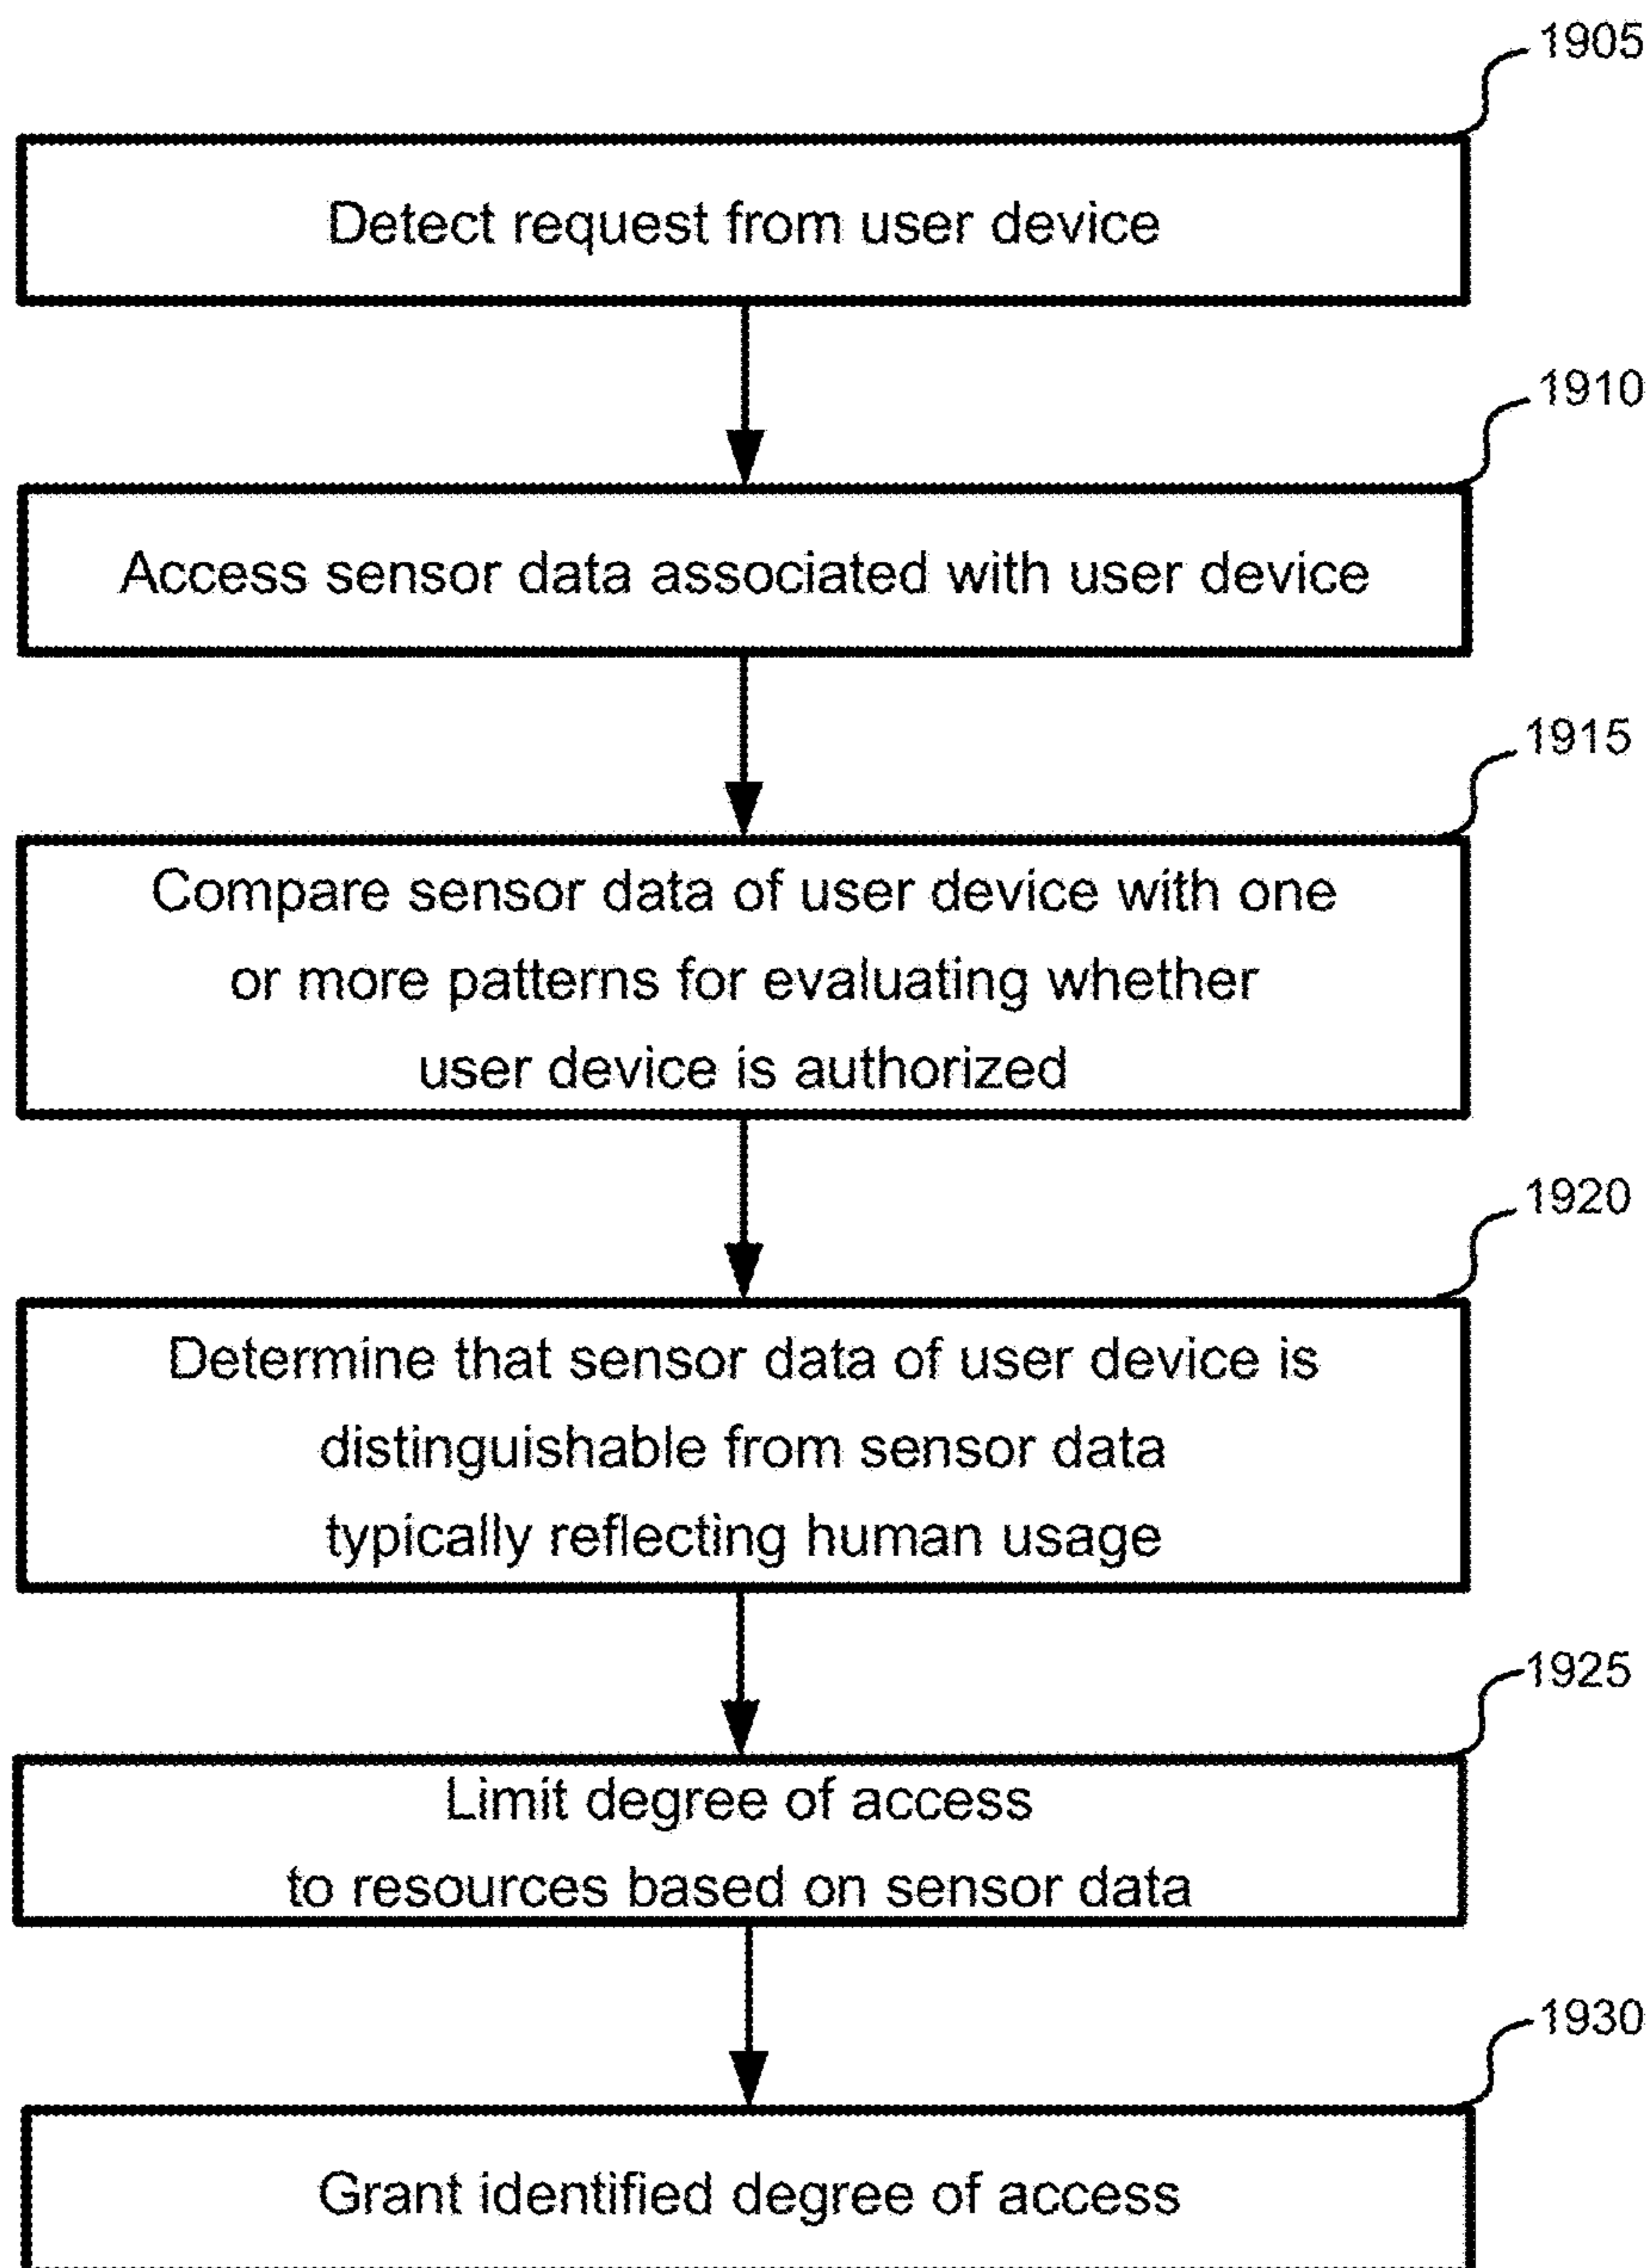 1905
Detect request from user device
1910
Access sensor data associated with user device
1915
Compare sensor data of user device with one
or more patterns for evaluating whether
user device is authorized
1920
Determine that sensor data of user device is
distinguishable from sensor data
typically reflecting human usage
1925
Limit degree of access
to resources based on sensor data
1930
Grant identified degree of access